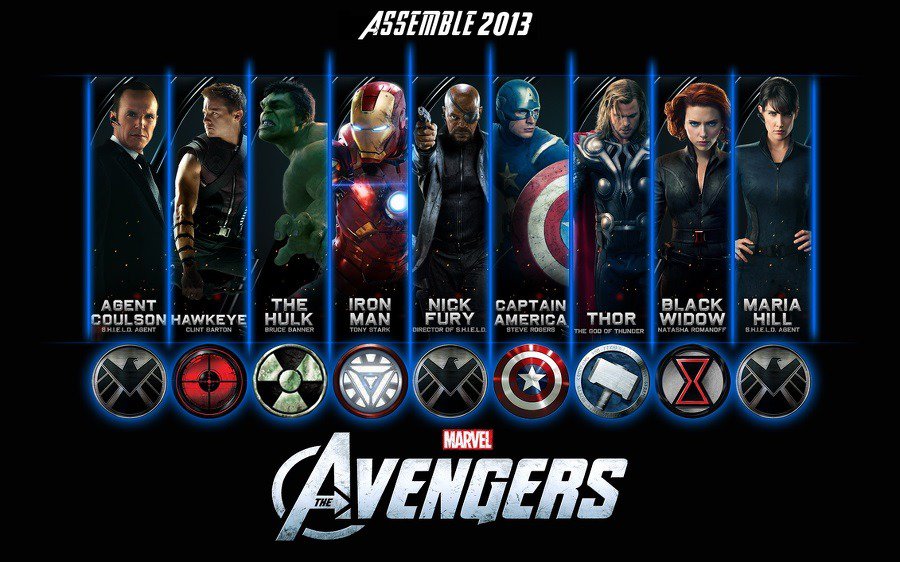 ASSEMBLE 2013
AGENT
COULSON
S.H.I.E.L.D. AGENT
HAWKEYE
CLINT BARTON
THE
HULK
BRUCE BANNER
IRON
MAN
TONY STARK
NICK
FURY
DIRECTOR OF S.H.I.E.L.D.
CAPTAIN
AMERICA
STEVE ROGERS
THOR
THE GOD OF THUNDER
BLACK
WIDOW
NATASHA ROMANOFF
MARIA
HILL
S.H.I.E.L.D. AGENT
MARVEL
THE AVENGERS